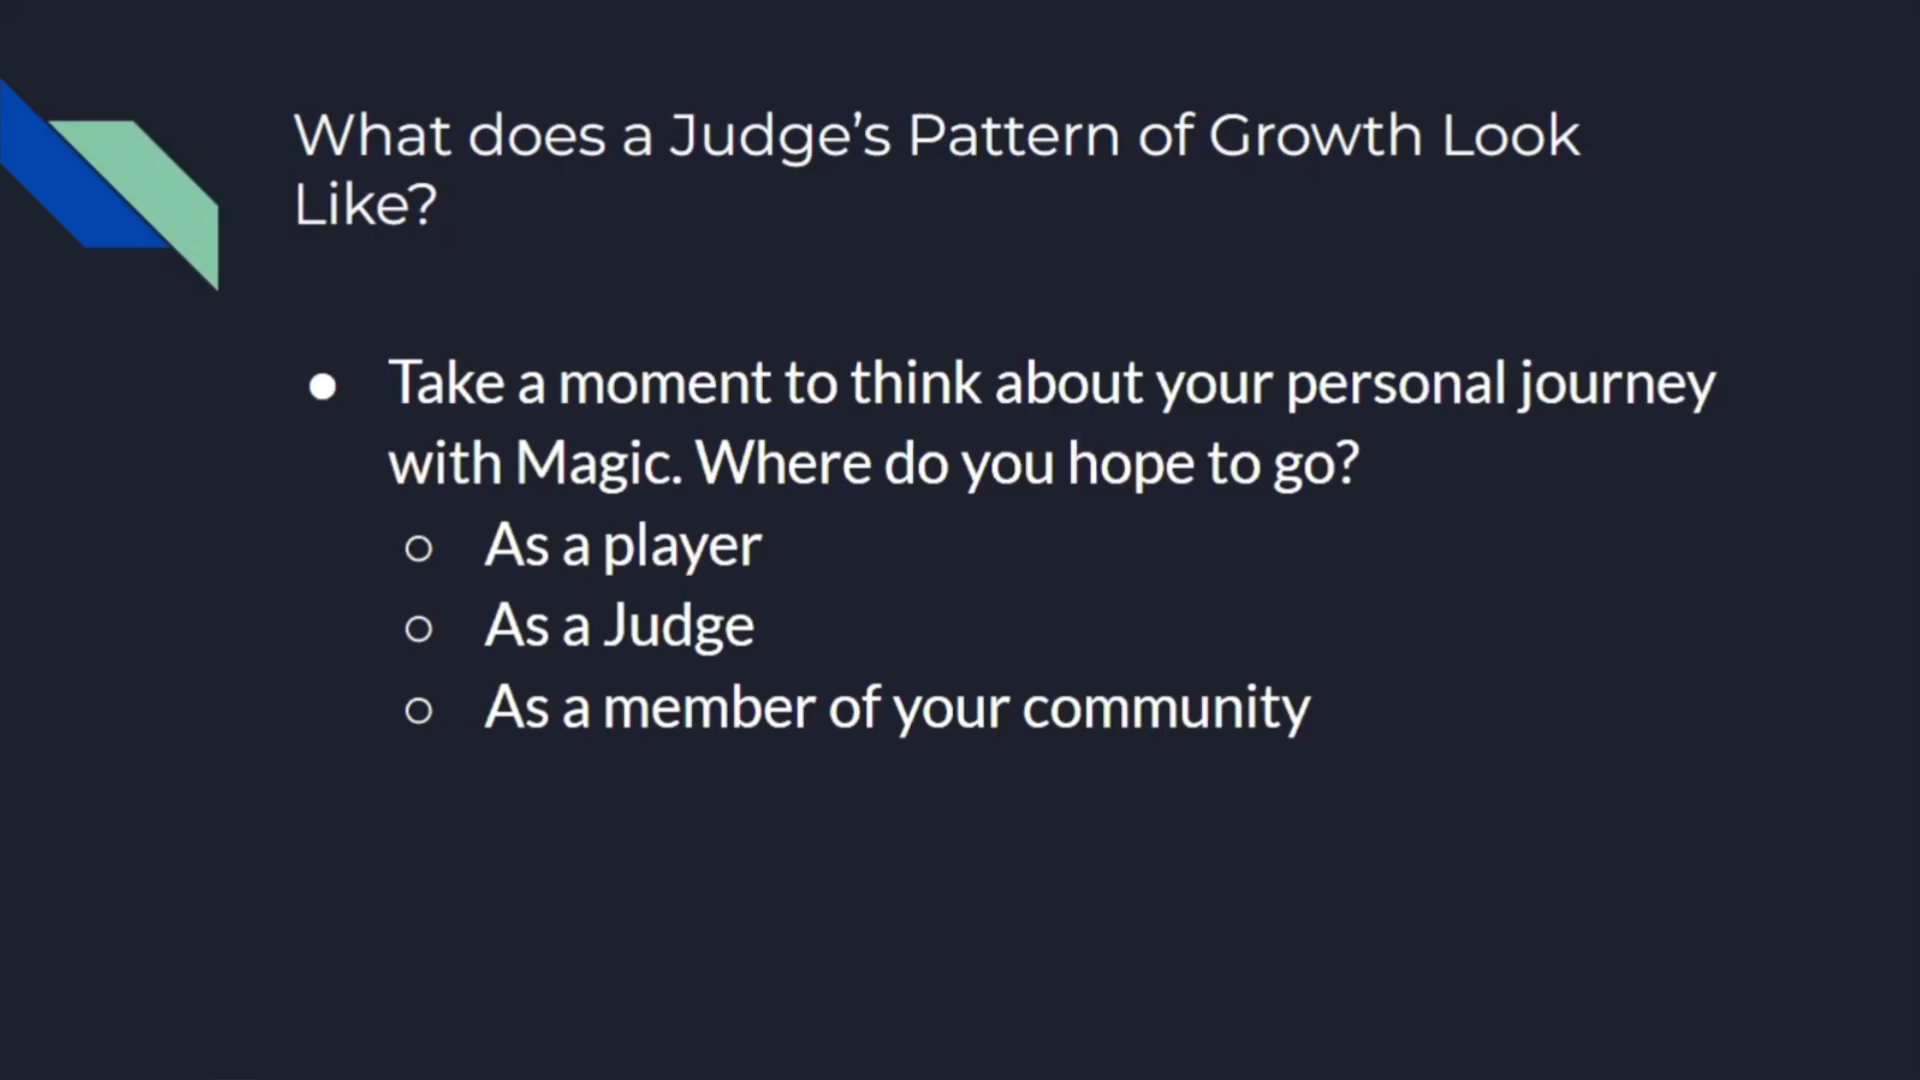 What does a Judge’s Pattern of Growth Look
Like?
● Take a moment to think about your personal journey
with Magic. Where do you hope to go?
○ As a player
○ As a Judge
○ As a member of your community